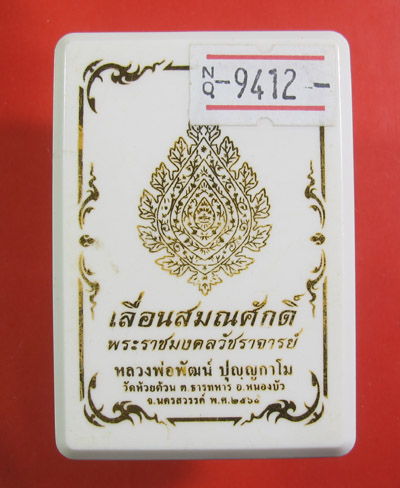 NO -9412-
เลื่อนสมณศักดิ์
พระราชมงคลวัชราจารย์
หลวงพ่อพัฒน์ ปุญฺญกาโม
วัดห้วยด้วน ต.ธารทหาร อ.หนองบัว
จ.นครสวรรค์ พ.ศ.๒๕๖๔